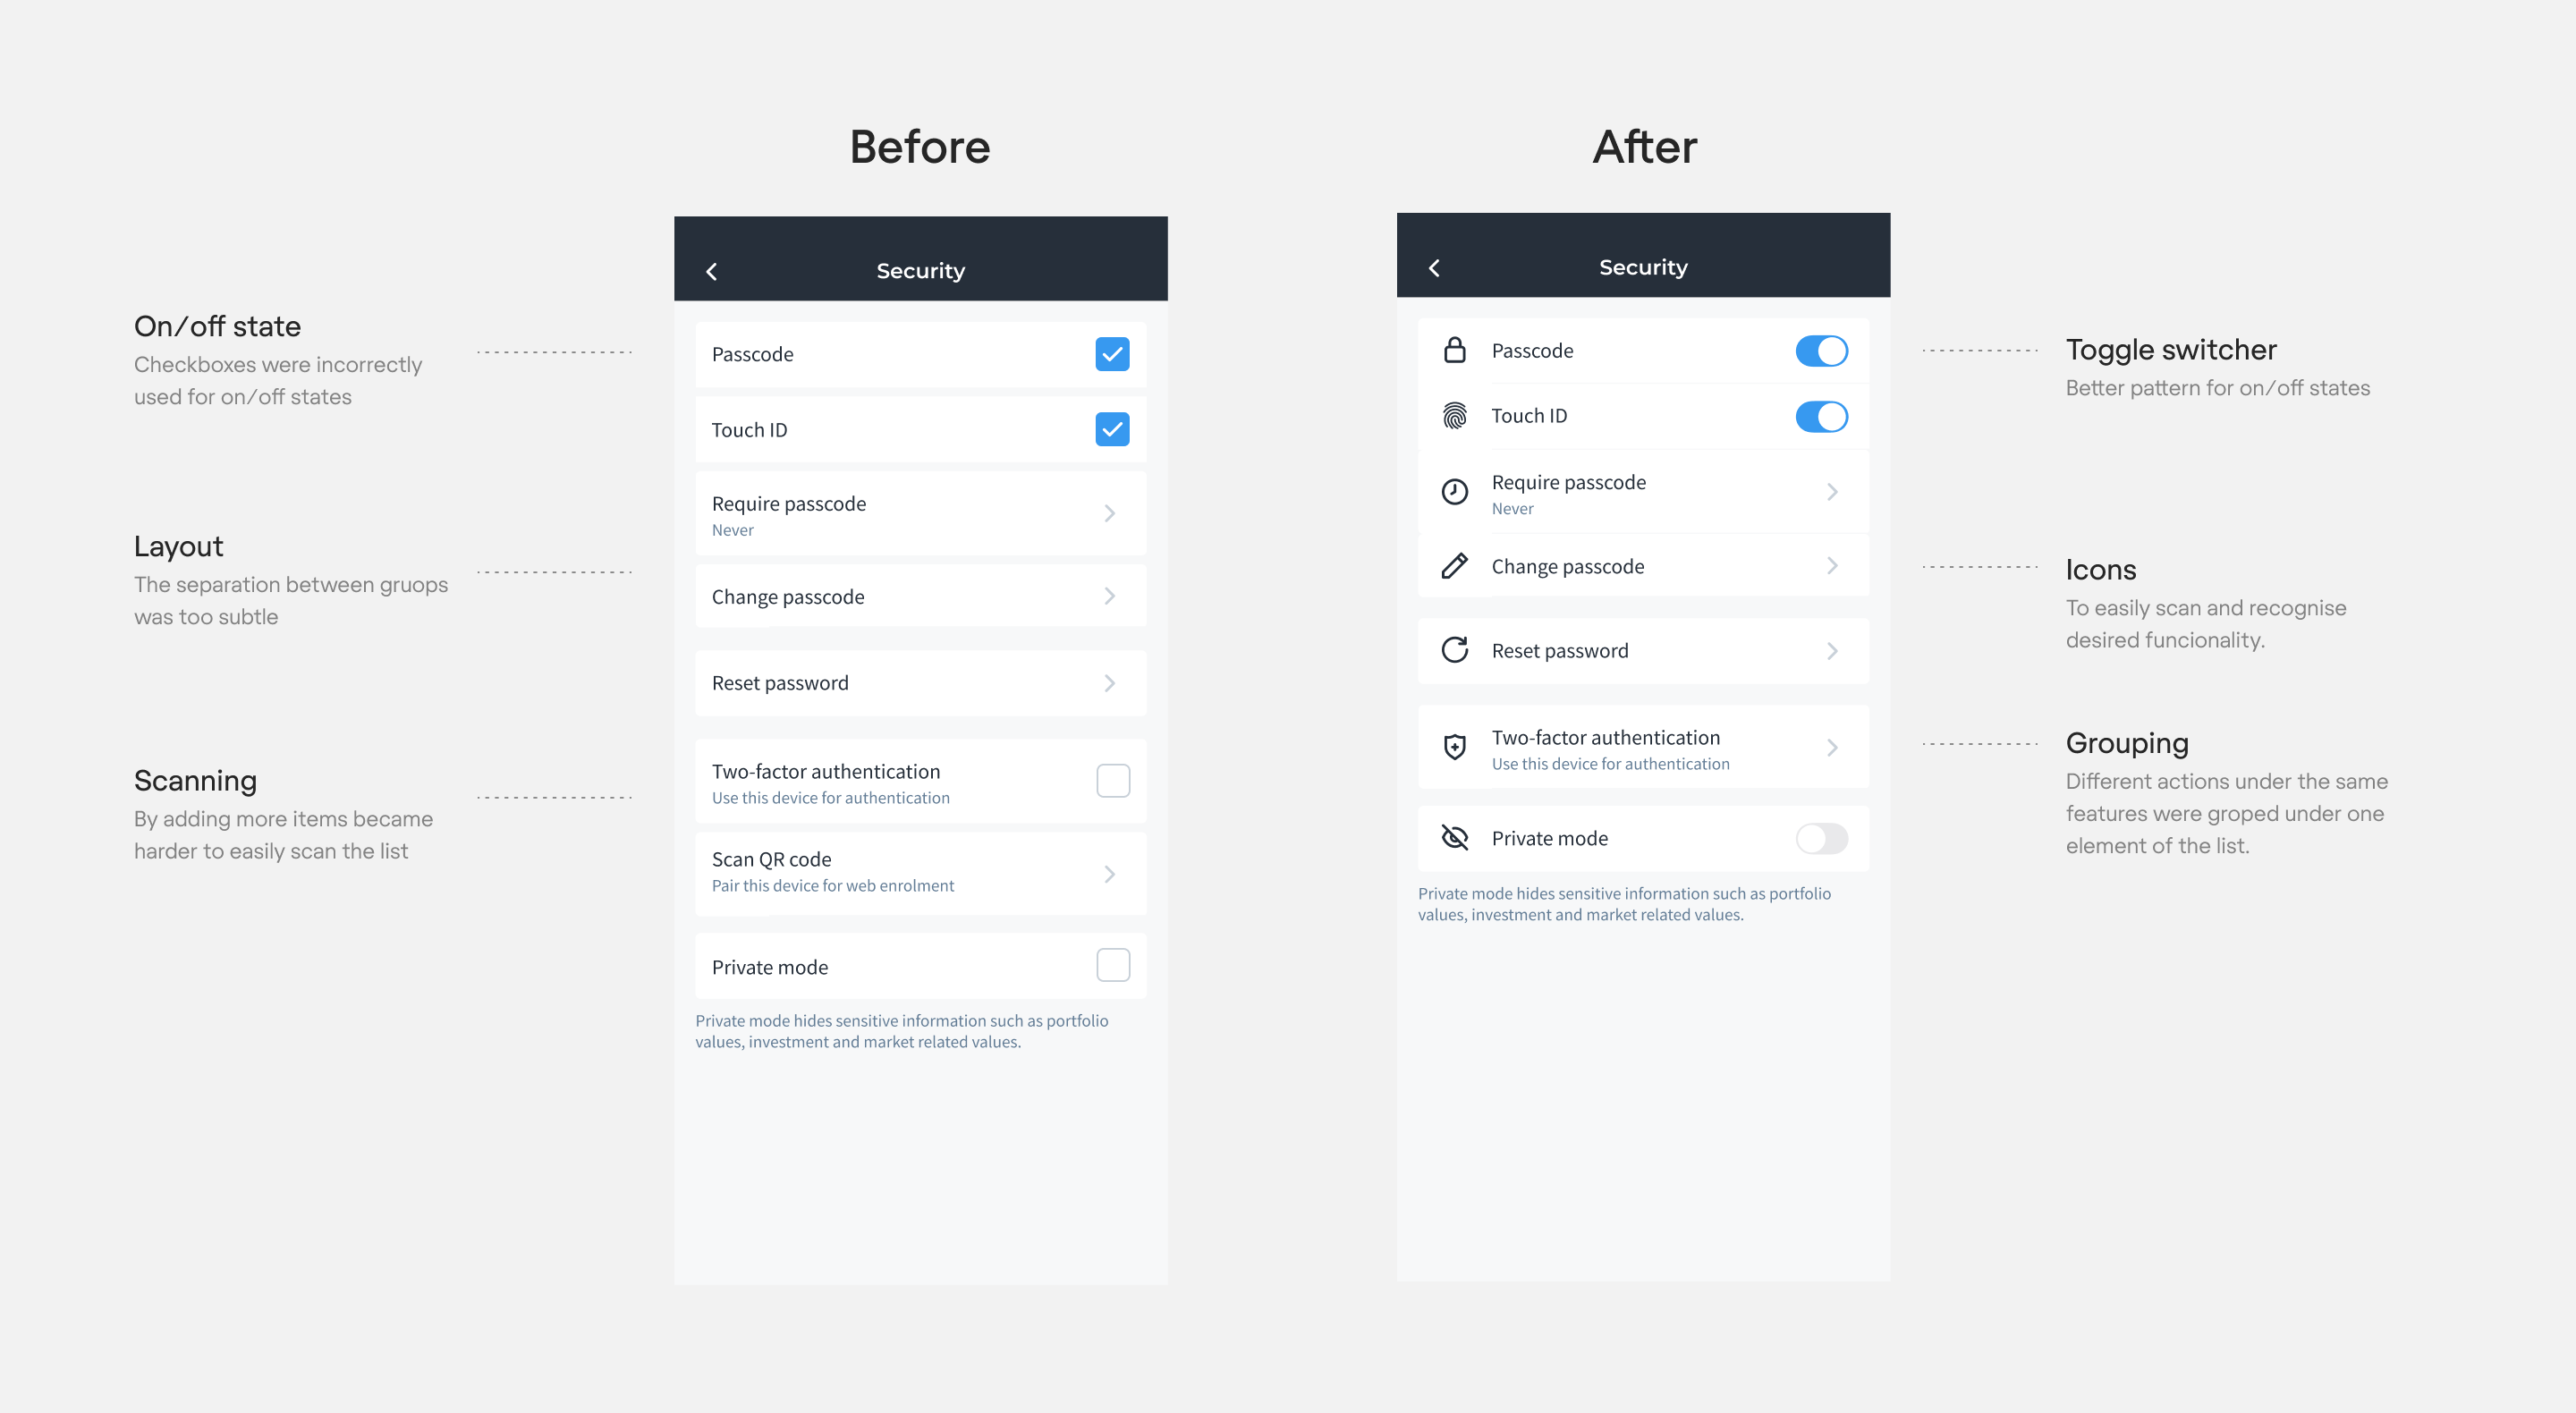 Before
After
On/off state
Checkboxes were incorrectly
used for on/off states
Layout
The separation between gruops
was too subtle
Scanning
By adding more items became
harder to easily scan the list
Security
Passcode
Touch ID
Require passcode
Never
Change passcode
Reset password
Two-factor authentication
Use this device for authentication
Scan QR code
Pair this device for web enrolment
Private mode
Private mode hides sensitive information such as portfolio
values, investment and market related values.
Security
Passcode
Touch ID
Require passcode
Never
Change passcode
Reset password
Two-factor authentication
Use this device for authentication
Private mode
Private mode hides sensitive information such as portfolio
values, investment and market related values.
Toggle switcher
Better pattern for on/off states
Icons
To easily scan and recognise
desired funcionality.
Grouping
Different actions under the same
features were groped under one
element of the list.